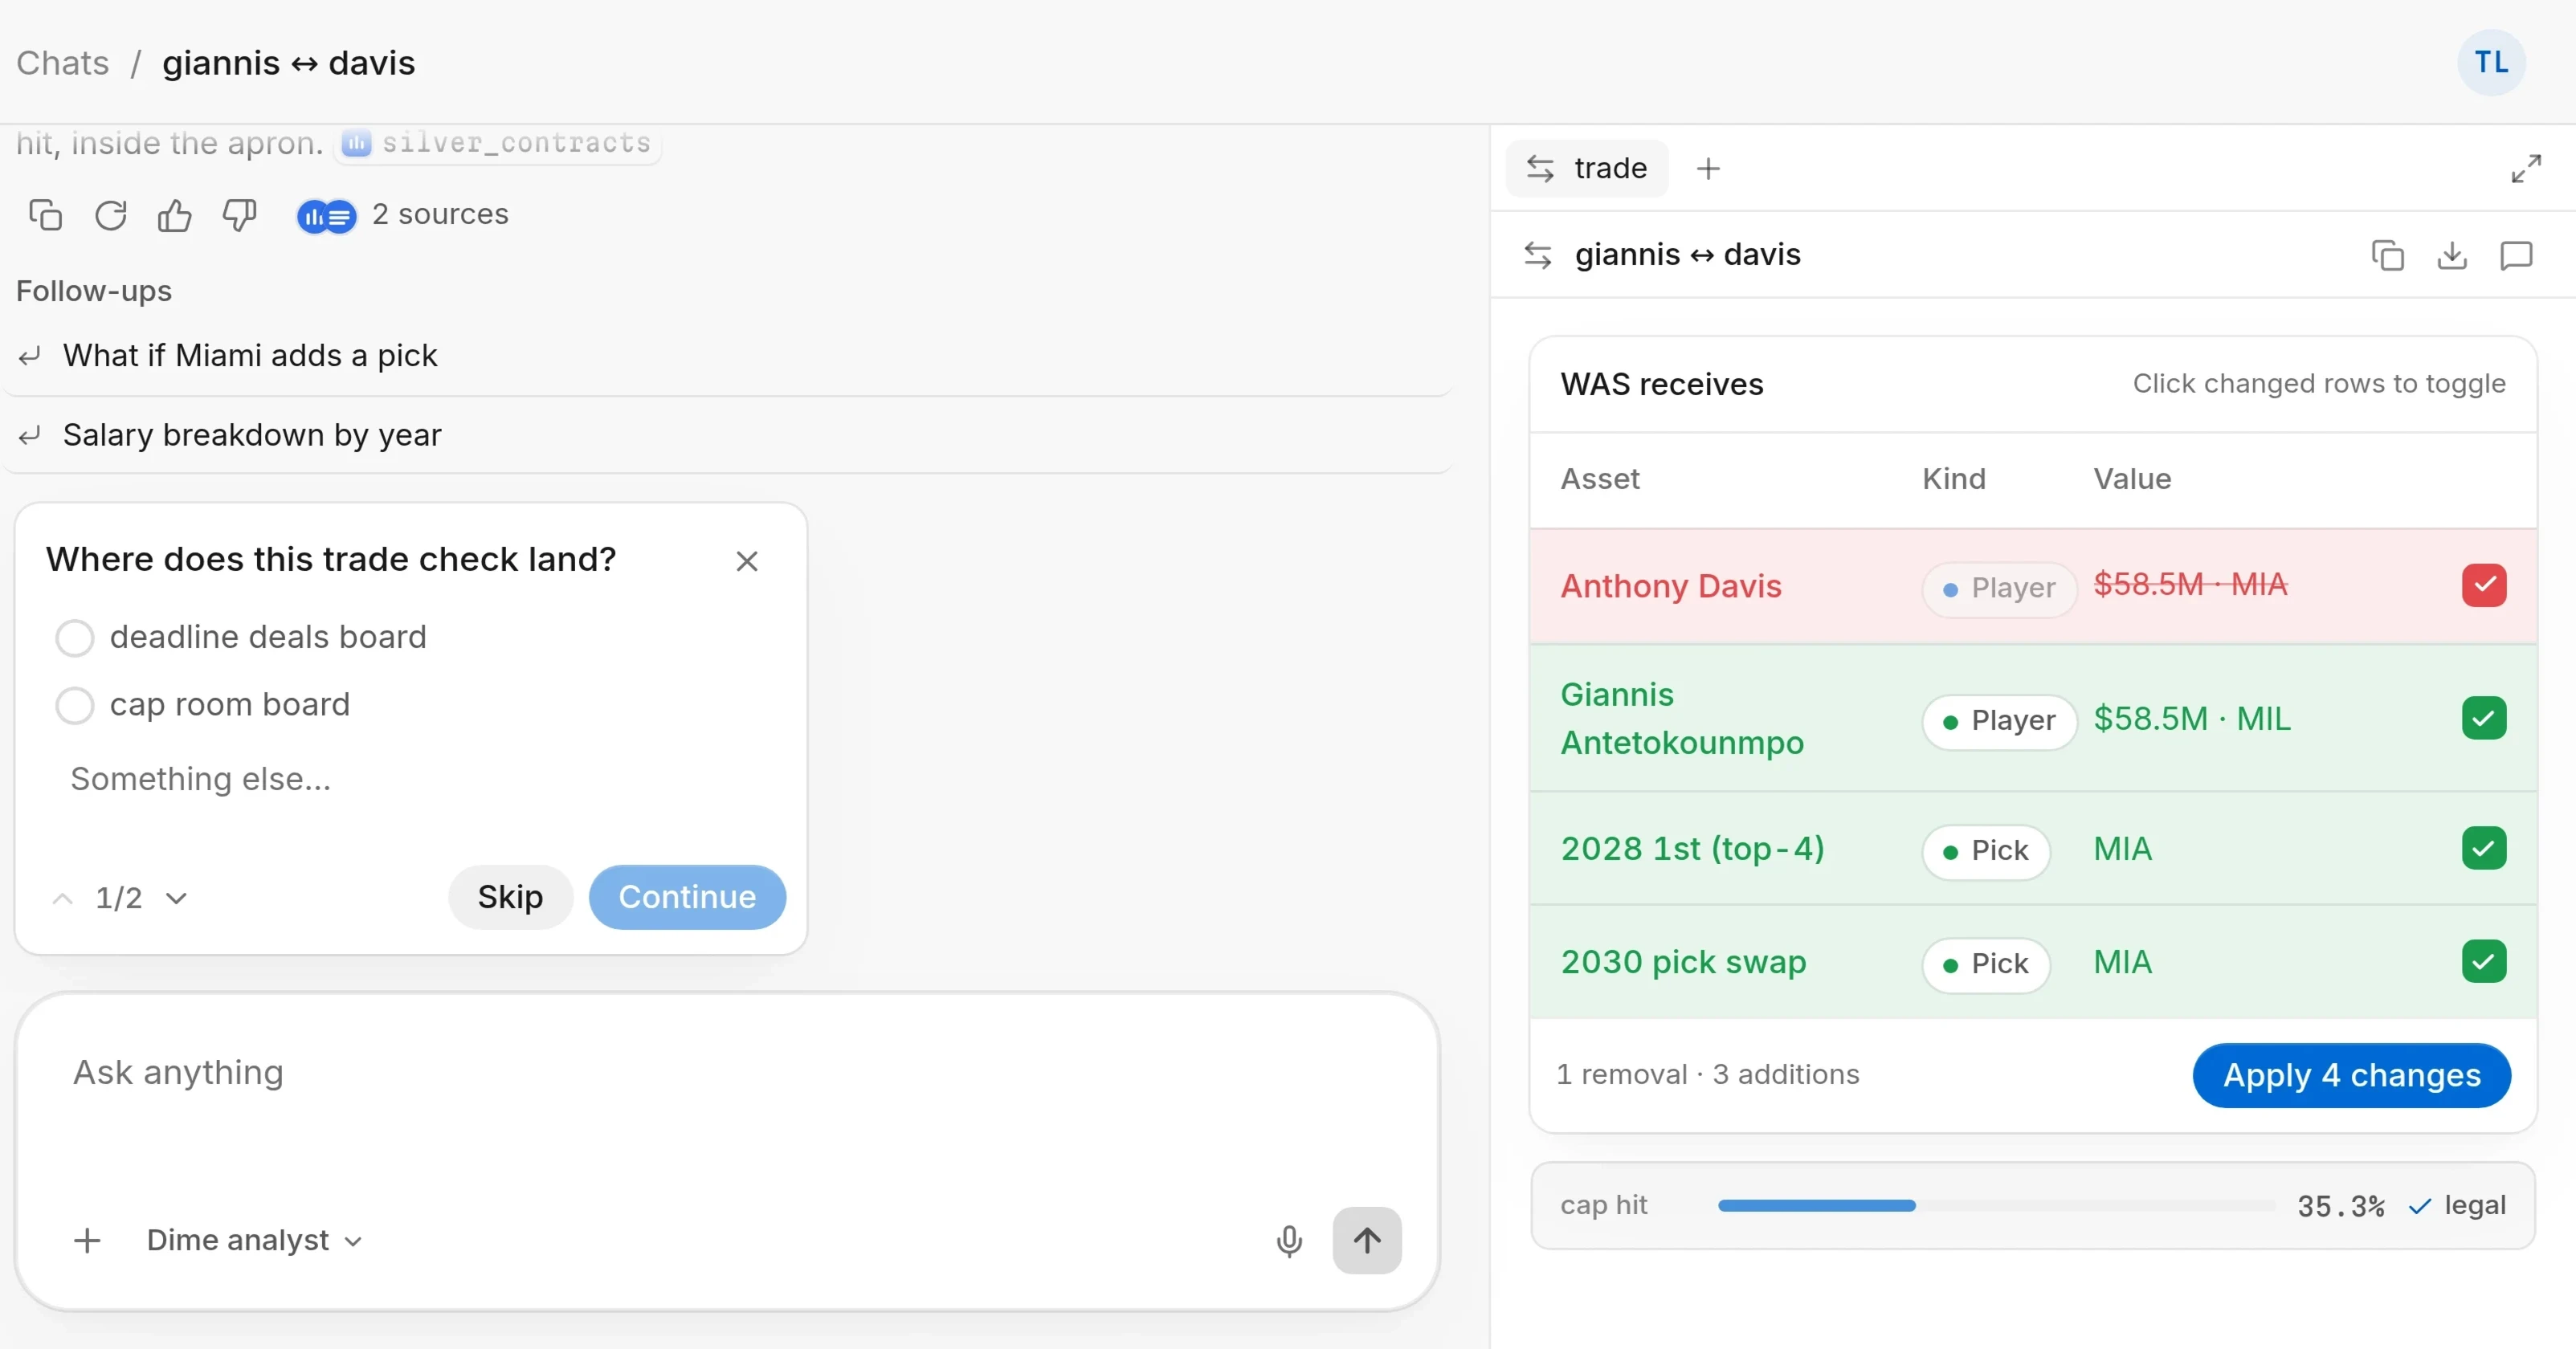 Chats / giannis ↔ davis
TL
hit, inside the apron. silver_contracts
2 sources
Follow-ups
What if Miami adds a pick
Salary breakdown by year
Where does this trade check land?
deadline deals board
cap room board
Something else...
1/2
Skip
Continue
Ask anything
Dime analyst
trade
giannis ↔ davis
WAS receives
Click changed rows to toggle
Asset Kind Value
Anthony Davis Player $58.5M · MIA
Giannis
Antetokounmpo Player $58.5M · MIL
2028 1st (top-4) Pick MIA
2030 pick swap Pick MIA
1 removal · 3 additions
Apply 4 changes
cap hit 35.3% legal